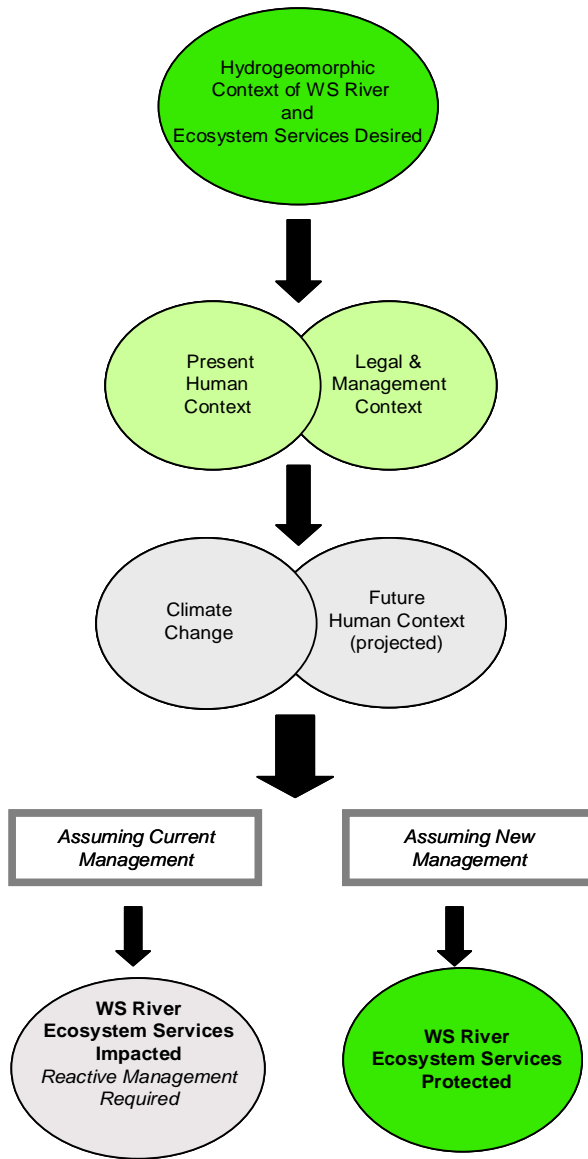 Hydrogeomorphic
Context of WS River
and
Ecosystem Services Desired
Present
Human
Context
Legal &
Management
Context
Climate
Change
Future
Human Context
(projected)
Assuming Current
Management
Assuming New
Management
WS River
Ecosystem Services
Impacted
Reactive Management
Required
WS River
Ecosystem Services
Protected